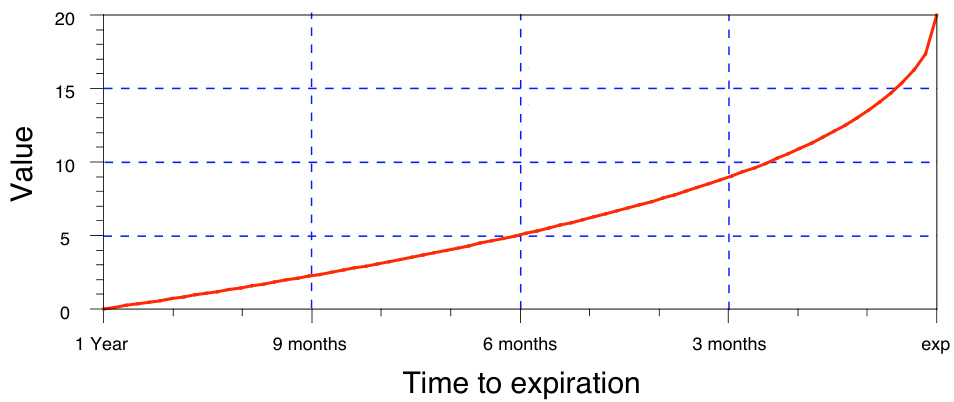 20
15
10
5
0
Value
1 Year
9 months
6 months
3 months
exp
Time to expiration